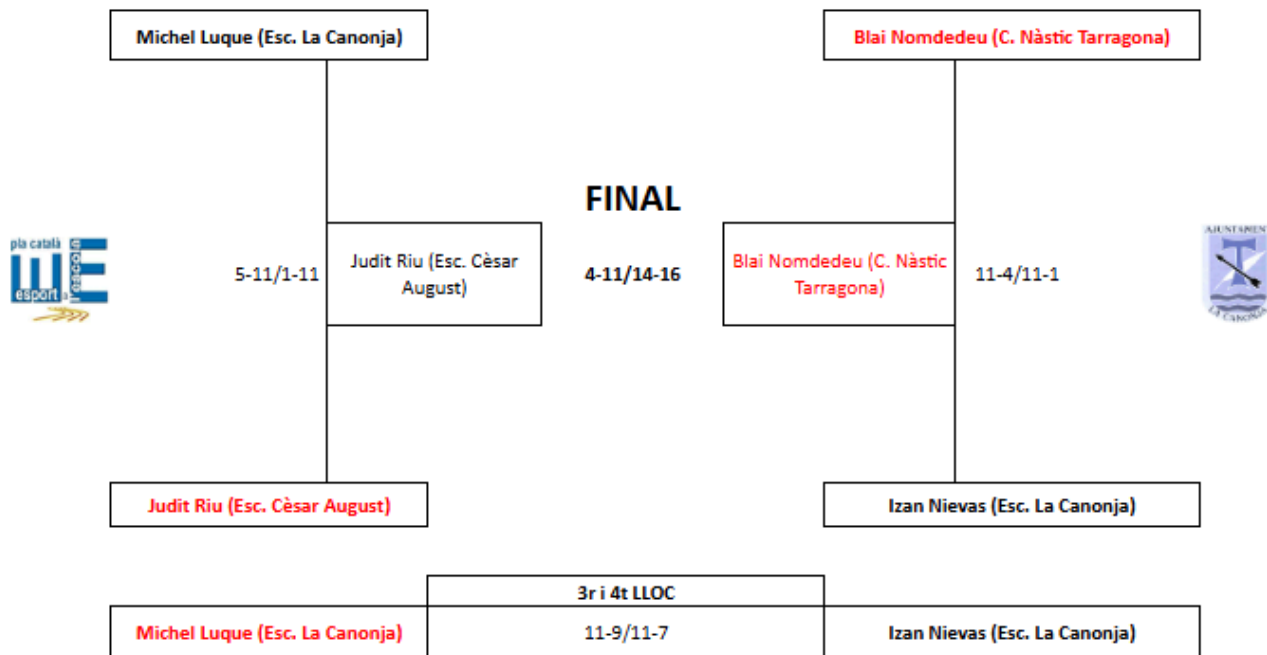 Michel Luque (Esc. La Canonja)
Blai Nomdedeu (C. Nàstic Tarragona)
FINAL
pla català
esport a
l'escola
5-11/1-11
Judit Riu (Esc. Cèsar
August)
4-11/14-16
Blai Nomdedeu (C. Nàstic
Tarragona)
11-4/11-1
AJUNTAMENT
LA CANONJA
Judit Riu (Esc. Cèsar August)
Izan Nievas (Esc. La Canonja)
3r i 4t LLOC
Michel Luque (Esc. La Canonja)
11-9/11-7
Izan Nievas (Esc. La Canonja)